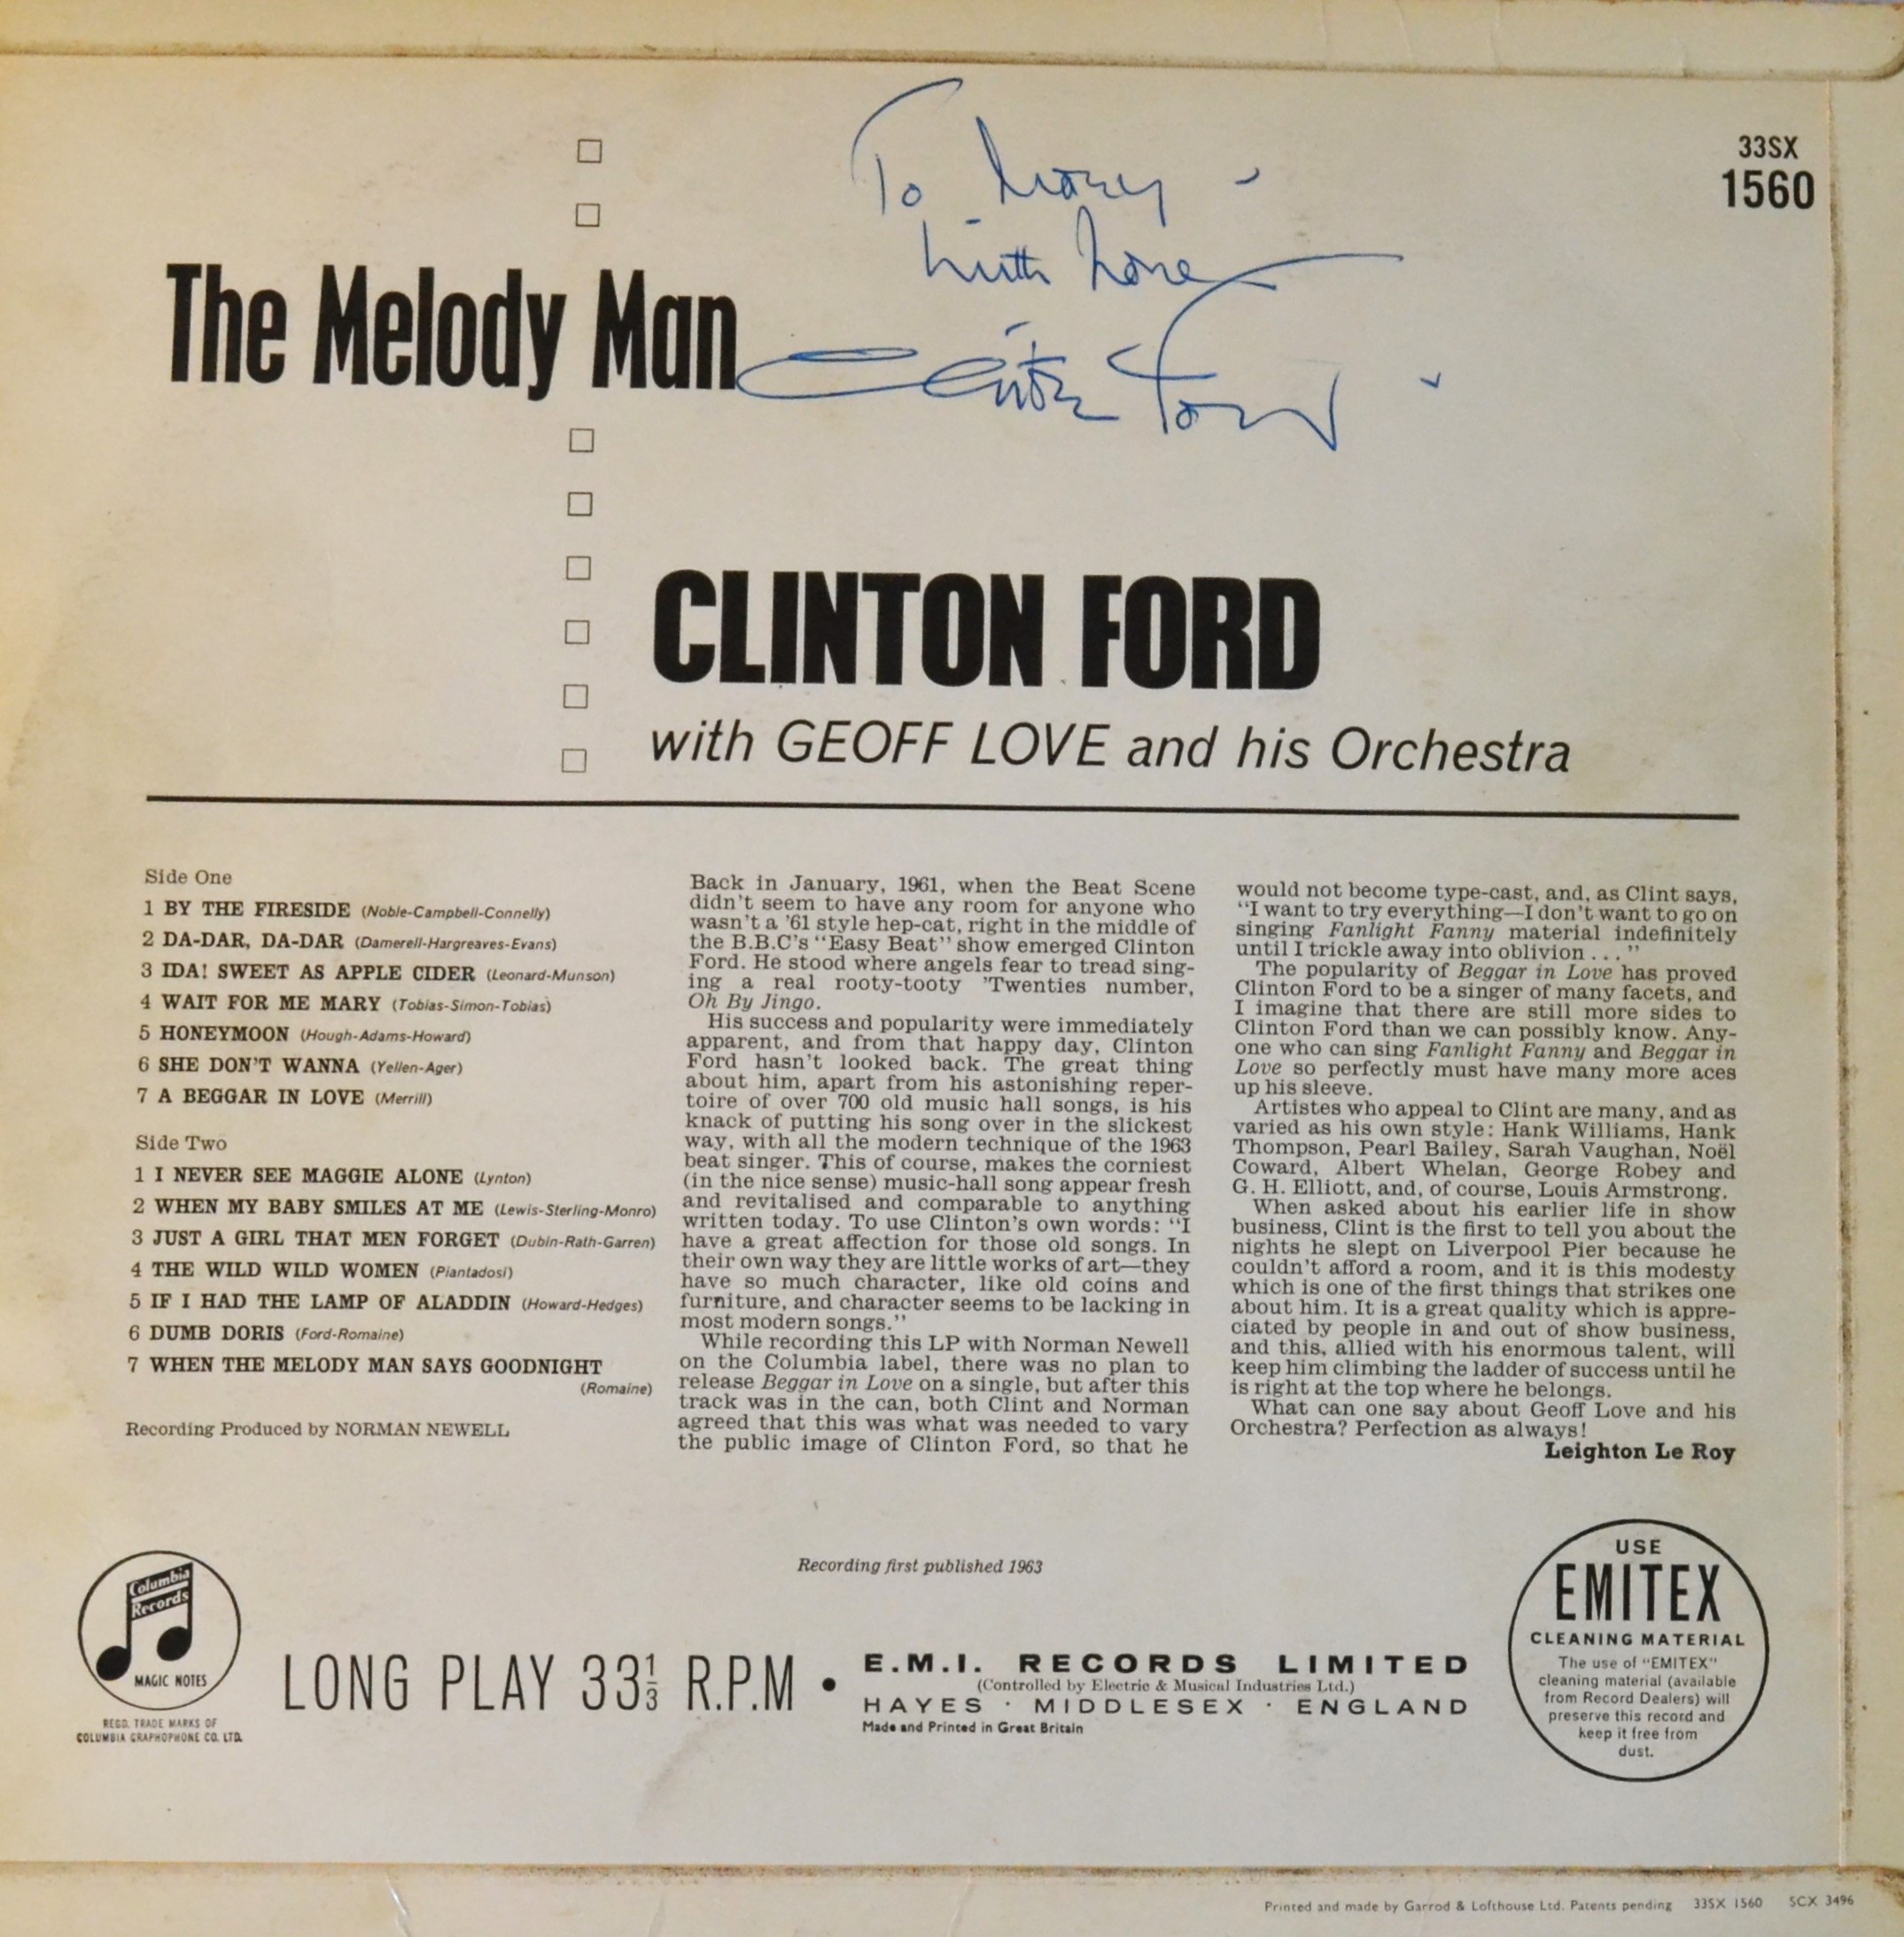 To Mary
with Love
Clinton Ford
33SX
1560
The Melody Man
CLINTON FORD
with GEOFF LOVE and his Orchestra
Side One
1 BY THE FIRESIDE (Noble-Campbell-Connelly)
2 DA-DAR, DA-DAR (Damerell-Hargreaves-Evans)
3 IDA! SWEET AS APPLE CIDER (Leonard-Munson)
4 WAIT FOR ME MARY (Tobias-Simon-Tobias)
5 HONEYMOON (Hough-Adams-Howard)
6 SHE DON'T WANNA (Yellen-Ager)
7 A BEGGAR IN LOVE (Merrill)
Side Two
1 I NEVER SEE MAGGIE ALONE (Lynton)
2 WHEN MY BABY SMILES AT ME (Lewis-Sterling-Monro)
3 JUST A GIRL THAT MEN FORGET (Dubin-Rath-Garren)
4 THE WILD WILD WOMEN (Piantadosi)
5 IF I HAD THE LAMP OF ALADDIN (Howard-Hedges)
6 DUMB DORIS (Ford-Romaine)
7 WHEN THE MELODY MAN SAYS GOODNIGHT
(Romaine)
Recording Produced by NORMAN NEWELL
Back in January, 1961, when the Beat Scene
didn't seem to have any room for anyone who
wasn't a '61 style hep-cat, right in the middle of
the B.B.C's "Easy Beat" show emerged Clinton
Ford. He stood where angels fear to tread sing-
ing a real rooty-tooty 'Twenties number,
Oh By Jingo.
His success and popularity were immediately
apparent, and from that happy day, Clinton
Ford hasn't looked back. The great thing
about him, apart from his astonishing reper-
toire of over 700 old music hall songs, is his
knack of putting his song over in the slickest
way, with all the modern technique of the 1963
beat singer. This of course, makes the corniest
(in the nice sense) music-hall song appear fresh
and revitalised and comparable to anything
written today. To use Clinton's own words: "I
have a great affection for those old songs. In
their own way they are little works of art—they
have so much character, like old coins and
furniture, and character seems to be lacking in
most modern songs."
While recording this LP with Norman Newell
on the Columbia label, there was no plan to
release Beggar in Love on a single, but after this
track was in the can, both Clint and Norman
agreed that this was what was needed to vary
the public image of Clinton Ford, so that he
would not become type-cast, and, as Clint says,
"I want to try everything—I don't want to go on
singing Fanlight Fanny material indefinitely
until I trickle away into oblivion . . . "
The popularity of Beggar in Love has proved
Clinton Ford to be a singer of many facets, and
I imagine that there are still more sides to
Clinton Ford than we can possibly know. Any-
one who can sing Fanlight Fanny and Beggar in
Love so perfectly must have many more aces
up his sleeve.
Artistes who appeal to Clint are many, and as
varied as his own style: Hank Williams, Hank
Thompson, Pearl Bailey, Sarah Vaughan, Noël
Coward, Albert Whelan, George Robey and
G. H. Elliott, and, of course, Louis Armstrong.
When asked about his earlier life in show
business, Clint is the first to tell you about the
nights he slept on Liverpool Pier because he
couldn't afford a room, and it is this modesty
which is one of the first things that strikes one
about him. It is a great quality which is appre-
ciated by people in and out of show business,
and this, allied with his enormous talent, will
keep him climbing the ladder of success until he
is right at the top where he belongs.
What can one say about Geoff Love and his
Orchestra? Perfection as always!
Leighton Le Roy
Recording first published 1963
Columbia
Records
MAGIC NOTES
REGD. TRADE MARKS OF
COLUMBIA GRAPHOPHONE CO. LTD.
LONG PLAY 33⅓ R.P.M •
E.M.I. RECORDS LIMITED
(Controlled by Electric & Musical Industries Ltd.)
HAYES · MIDDLESEX · ENGLAND
Made and Printed in Great Britain
USE
EMITEX
CLEANING MATERIAL
The use of "EMITEX"
cleaning material (available
from Record Dealers) will
preserve this record and
keep it free from
dust.
Printed and made by Garrod & Lofthouse Ltd. Patents pending 33SX 1560 SCX 3496